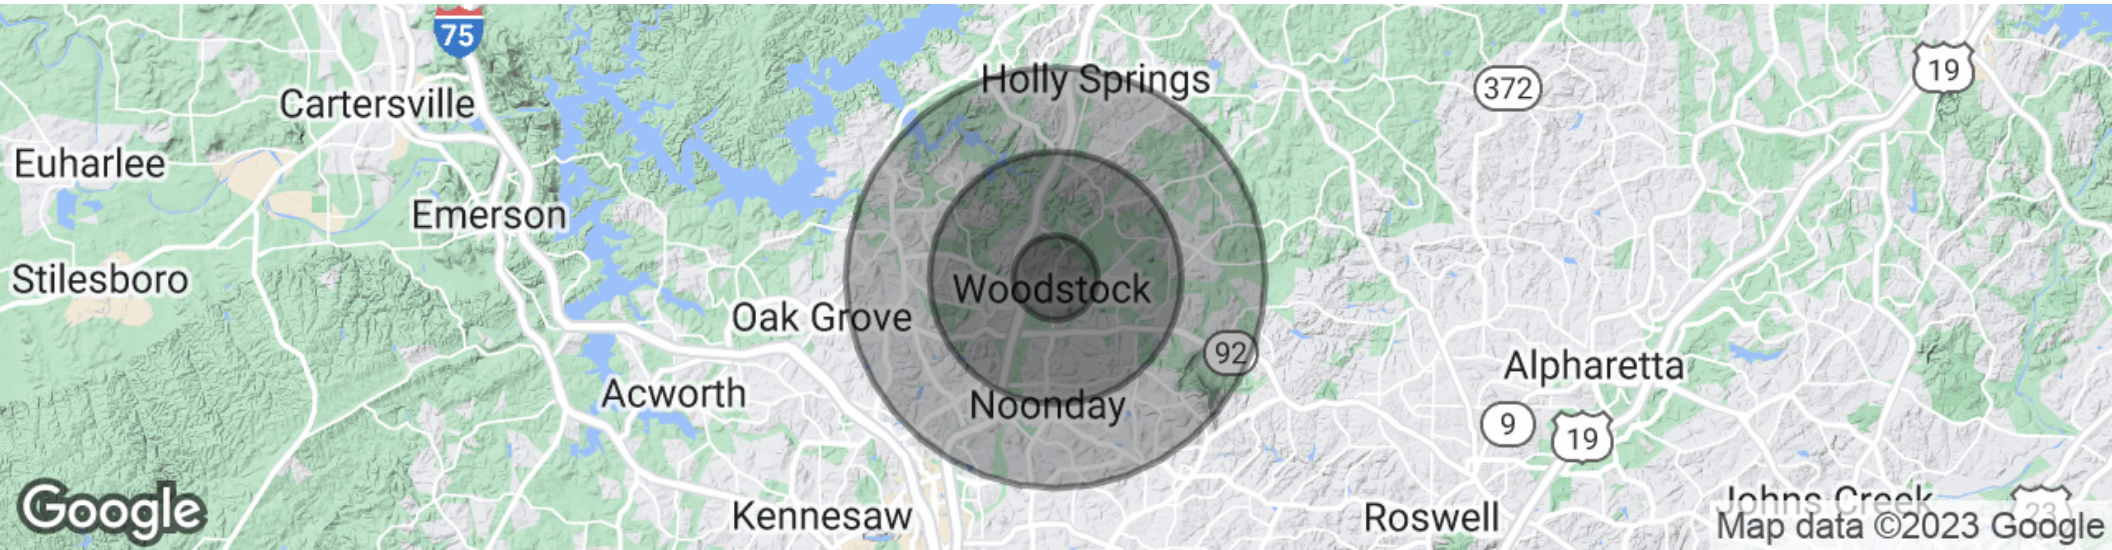 75
Holly Springs
19
372
Cartersville
Euharlee
Emerson
Stilesboro
Woodstock
Oak Grove
92
Alpharetta
Acworth
Noonday
9
19
Google
Kennesaw
Roswell
Johns Creek
23
Map data ©2023 Google